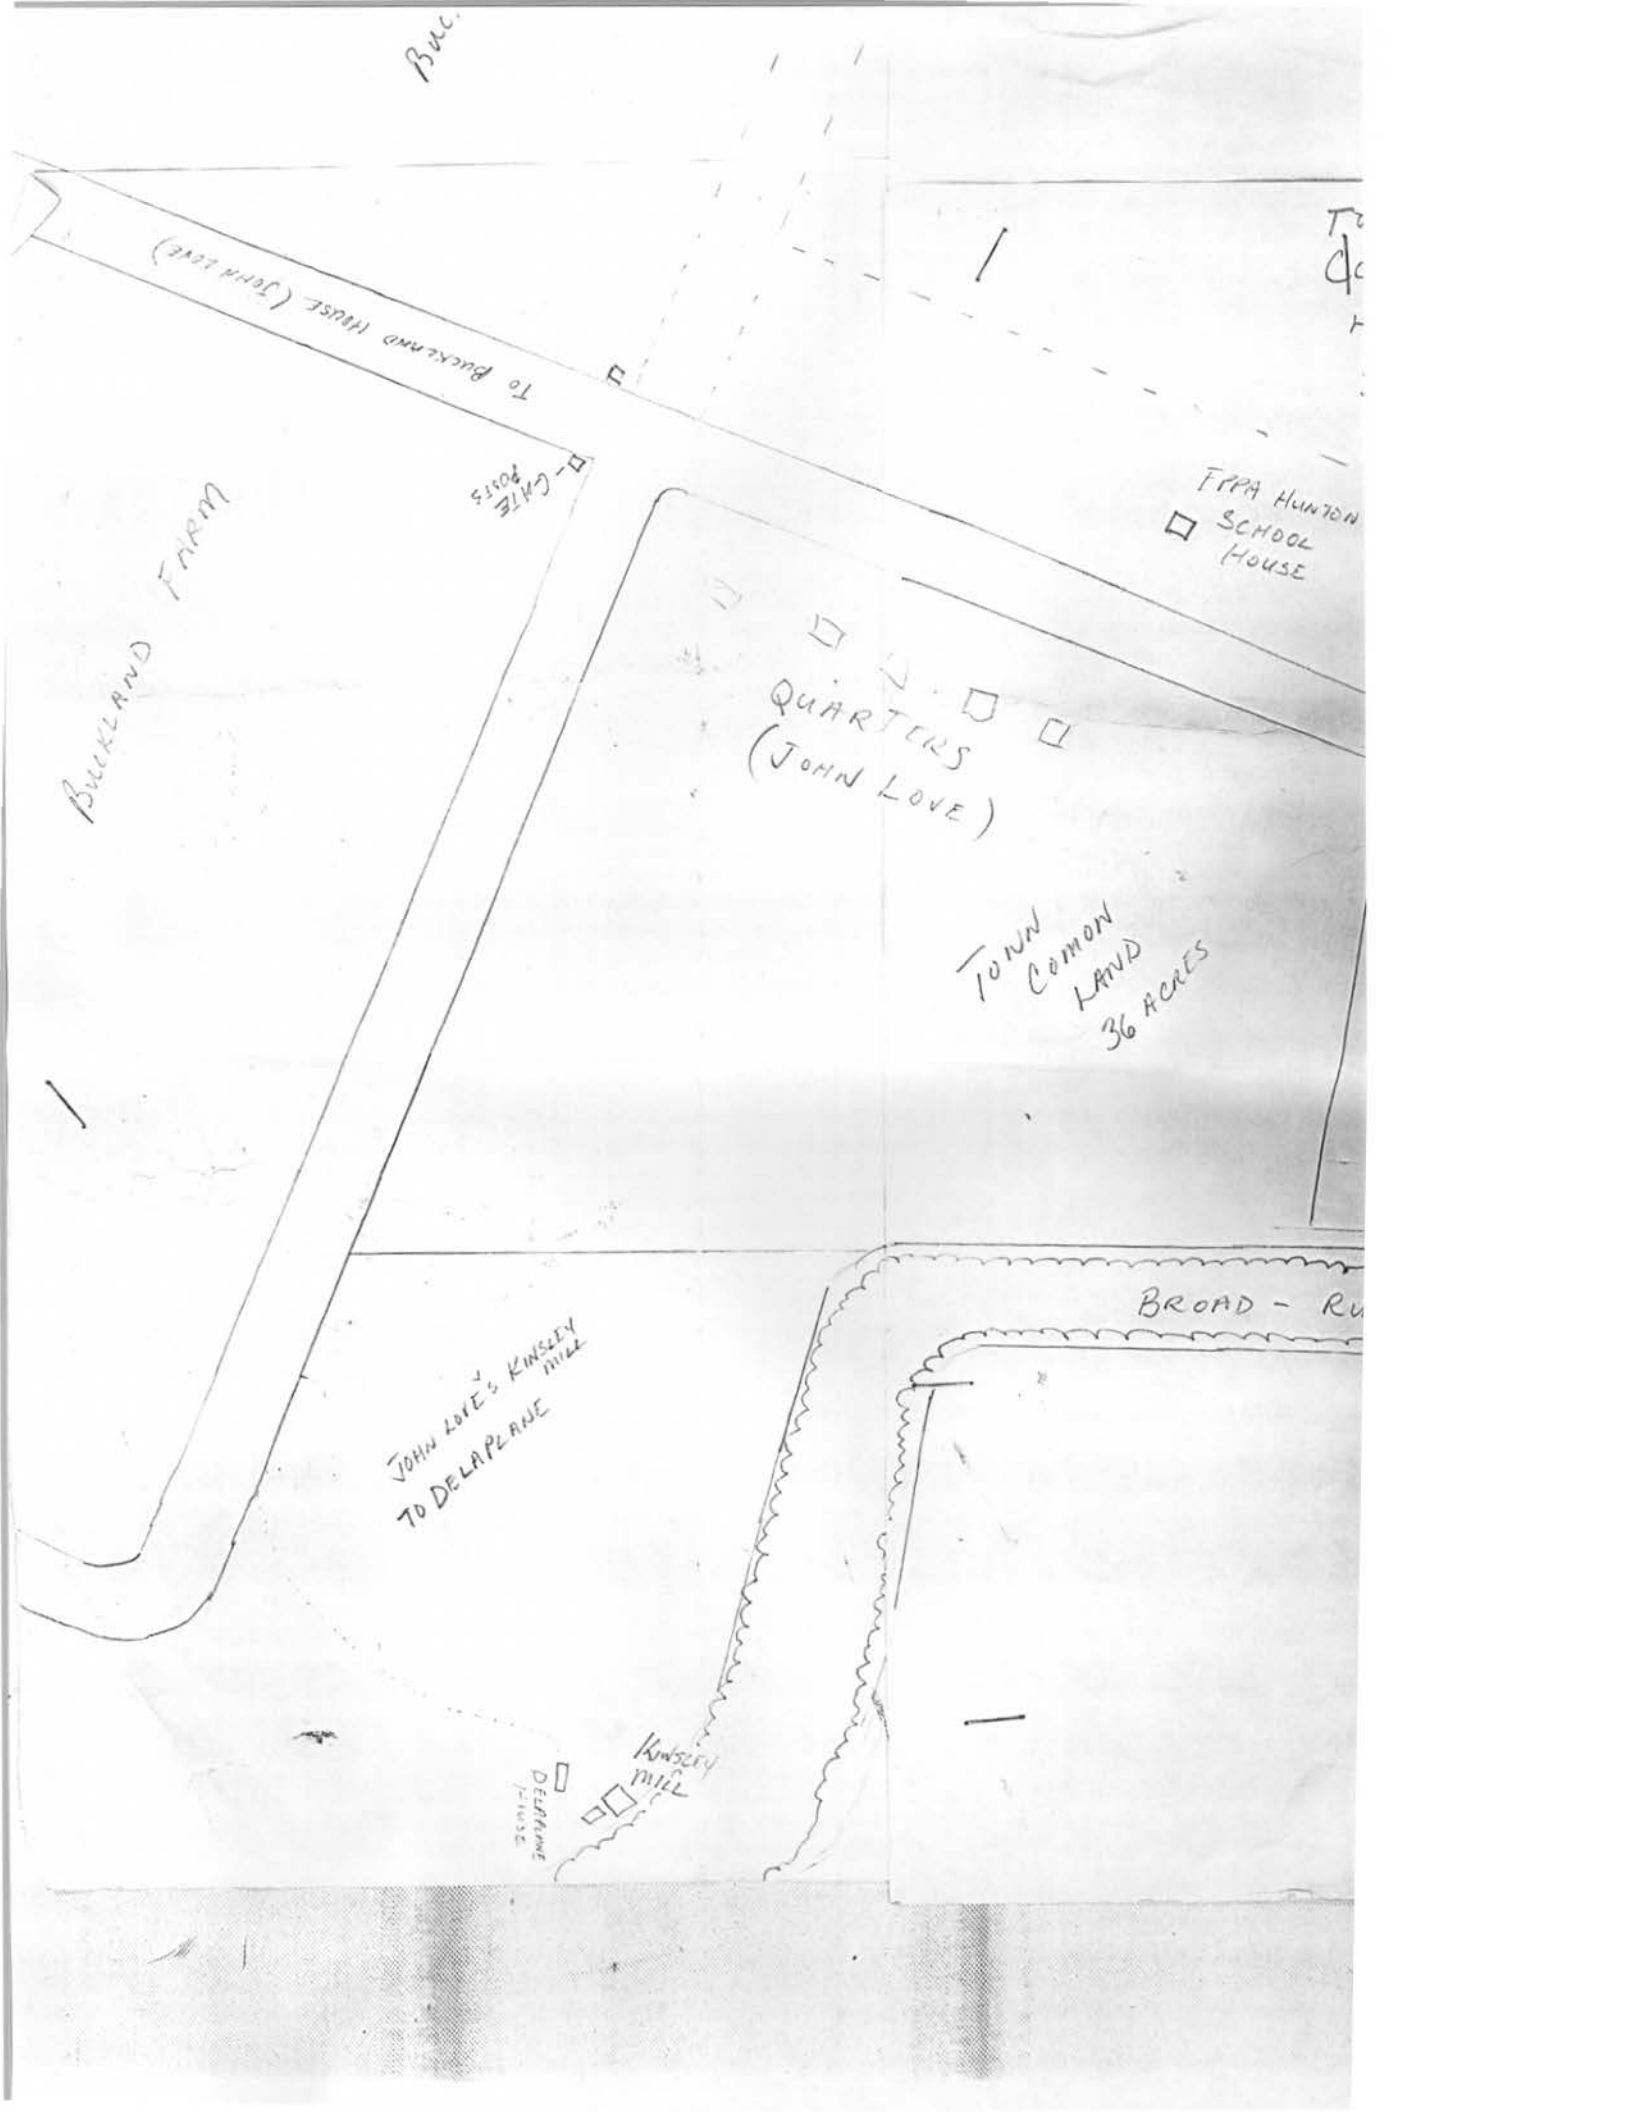 Buc.
TO BUCKLAND HOUSE (JOHN LOVE)
GATE
POSTS
BUCKLAND FARM
EPPA HUNTON
SCHOOL
HOUSE
QUARTERS
(JOHN LOVE)
TOWN
COMON
LAND
36 ACRES
BROAD - RU
JOHN LOVE'S KINSLEY
MILL
TO DELAPLANE
KINSLEY
MILL
DELAPLANE
HOUSE